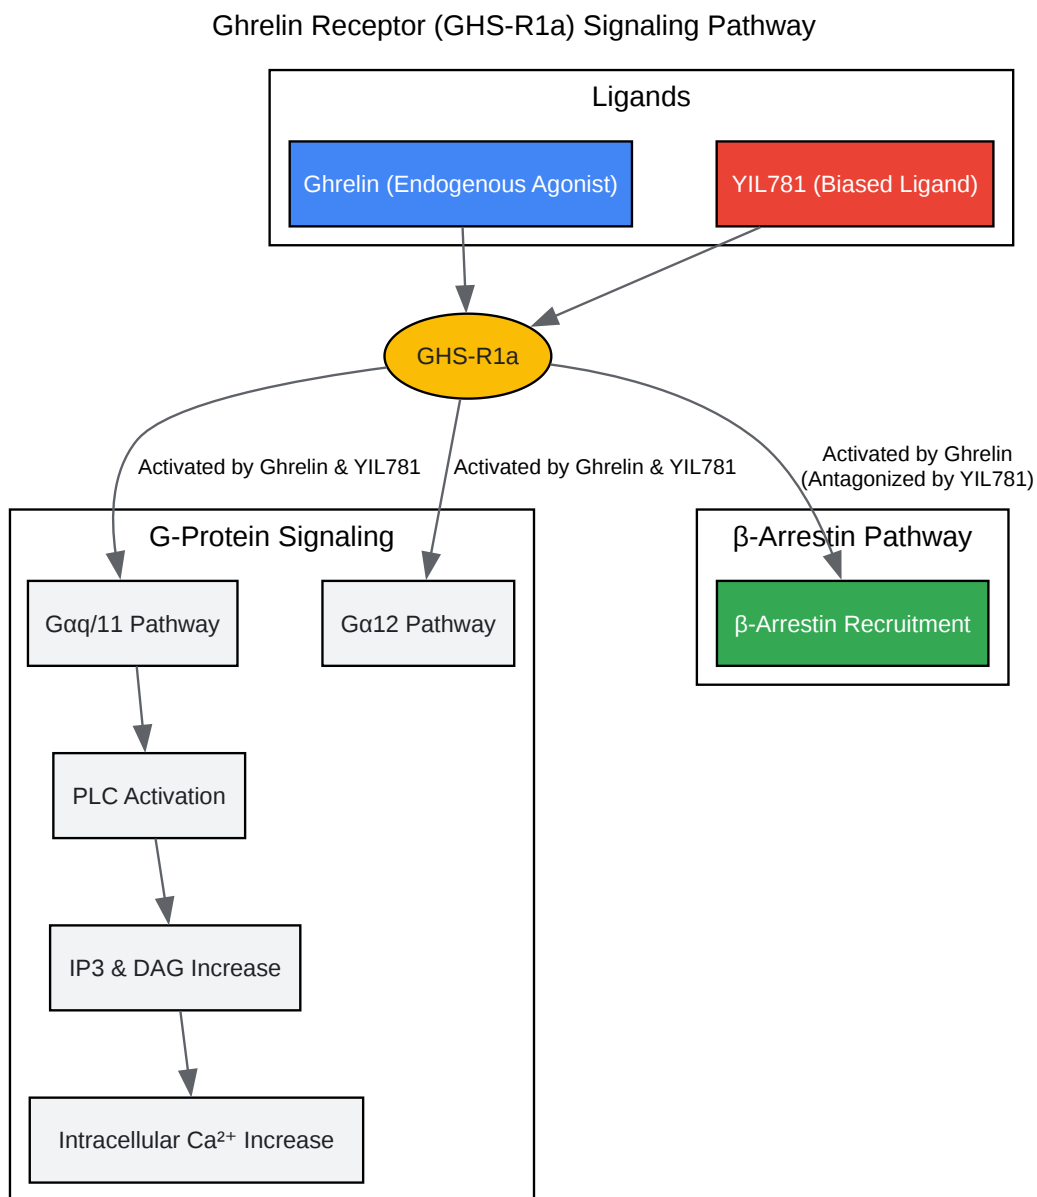 Ghrelin Receptor (GHS-R1a) Signaling Pathway
Ligands
Ghrelin (Endogenous Agonist)
YIL781 (Biased Ligand)
GHS-R1a
Activated by Ghrelin & YIL781
Activated by Ghrelin & YIL781
Activated by Ghrelin
(Antagonized by YIL781)
G-Protein Signaling
β-Arrestin Pathway
Gαq/11 Pathway
Gα12 Pathway
β-Arrestin Recruitment
PLC Activation
IP3 & DAG Increase
Intracellular Ca²⁺ Increase